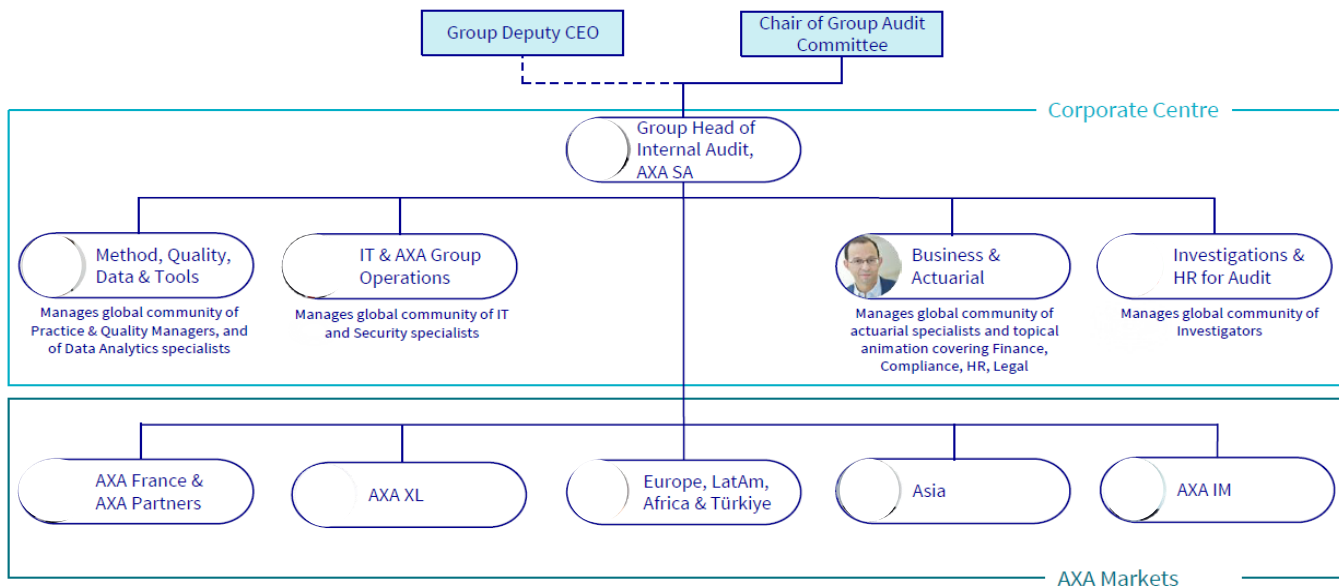 Group Deputy CEO
Chair of Group Audit
Committee
Corporate Centre
Group Head of
Internal Audit,
AXA SA
Method, Quality,
Data & Tools
IT & AXA Group
Operations
Business &
Actuarial
Investigations &
HR for Audit
Manages global community of
Practice & Quality Managers, and
of Data Analytics specialists
Manages global community of IT
and Security specialists
Manages global community of
actuarial specialists and topical
animation covering Finance,
Compliance, HR, Legal
Manages global community of
Investigators
AXA France &
AXA Partners
AXA XL
Europe, LatAm,
Africa & Türkiye
Asia
AXA IM
AXA Markets